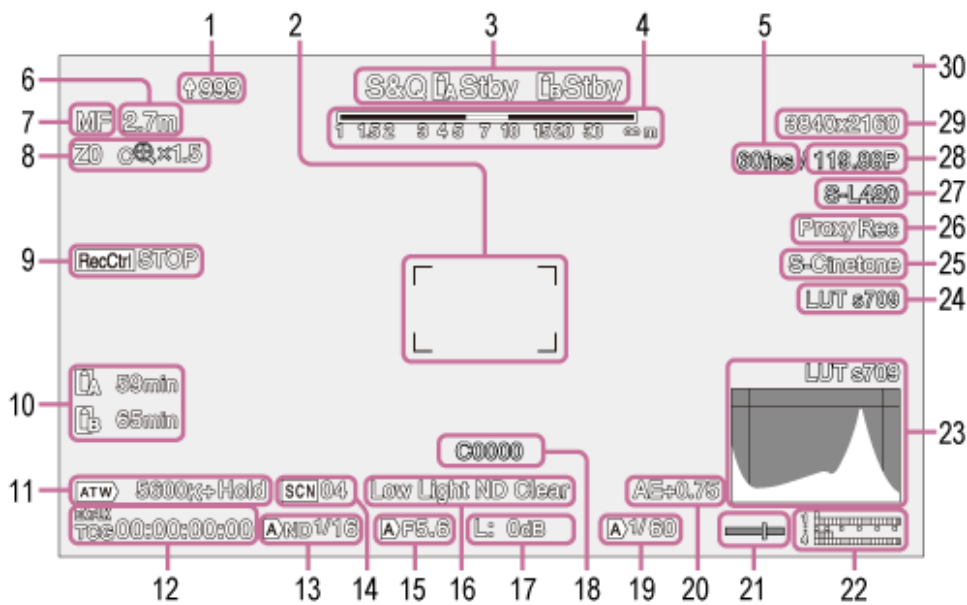 1 2 3 4 5
6 30
999
S&Q A Stby B Stby
7 MF 2.7m
1 1.5 2 3 4 5 7 10 15 20 30 ∞ m
3840x2160 29
8 Z0 C ×1.5
60fps / 119.88P 28
S-L420 27
Proxy Rec 26
9 RecCtrl STOP
S-Cinetone 25
LUT s709 24
10 A 59min
B 65min
LUT s709
23
C0000
11 ATW 5600K+Hold SCN 04 Low Light ND Clear AE+0.75
TCG 00:00:00:00 A ND1/16 A F5.6 L: 0dB A 1/60
12 13 14 15 16 17 18 19 20 21 22